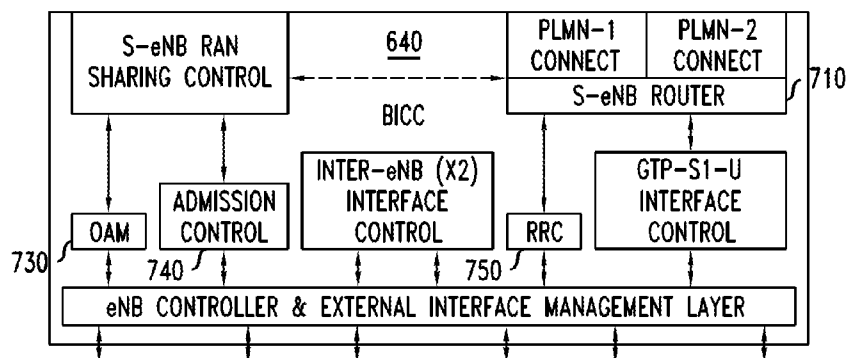 S-eNB RAN
SHARING CONTROL
640
PLMN-1
CONNECT
PLMN-2
CONNECT
S-eNB ROUTER
710
BICC
INTER-eNB (X2)
INTERFACE
CONTROL
GTP-S1-U
INTERFACE
CONTROL
ADMISSION
CONTROL
OAM
RRC
730
740
750
eNB CONTROLLER & EXTERNAL INTERFACE MANAGEMENT LAYER